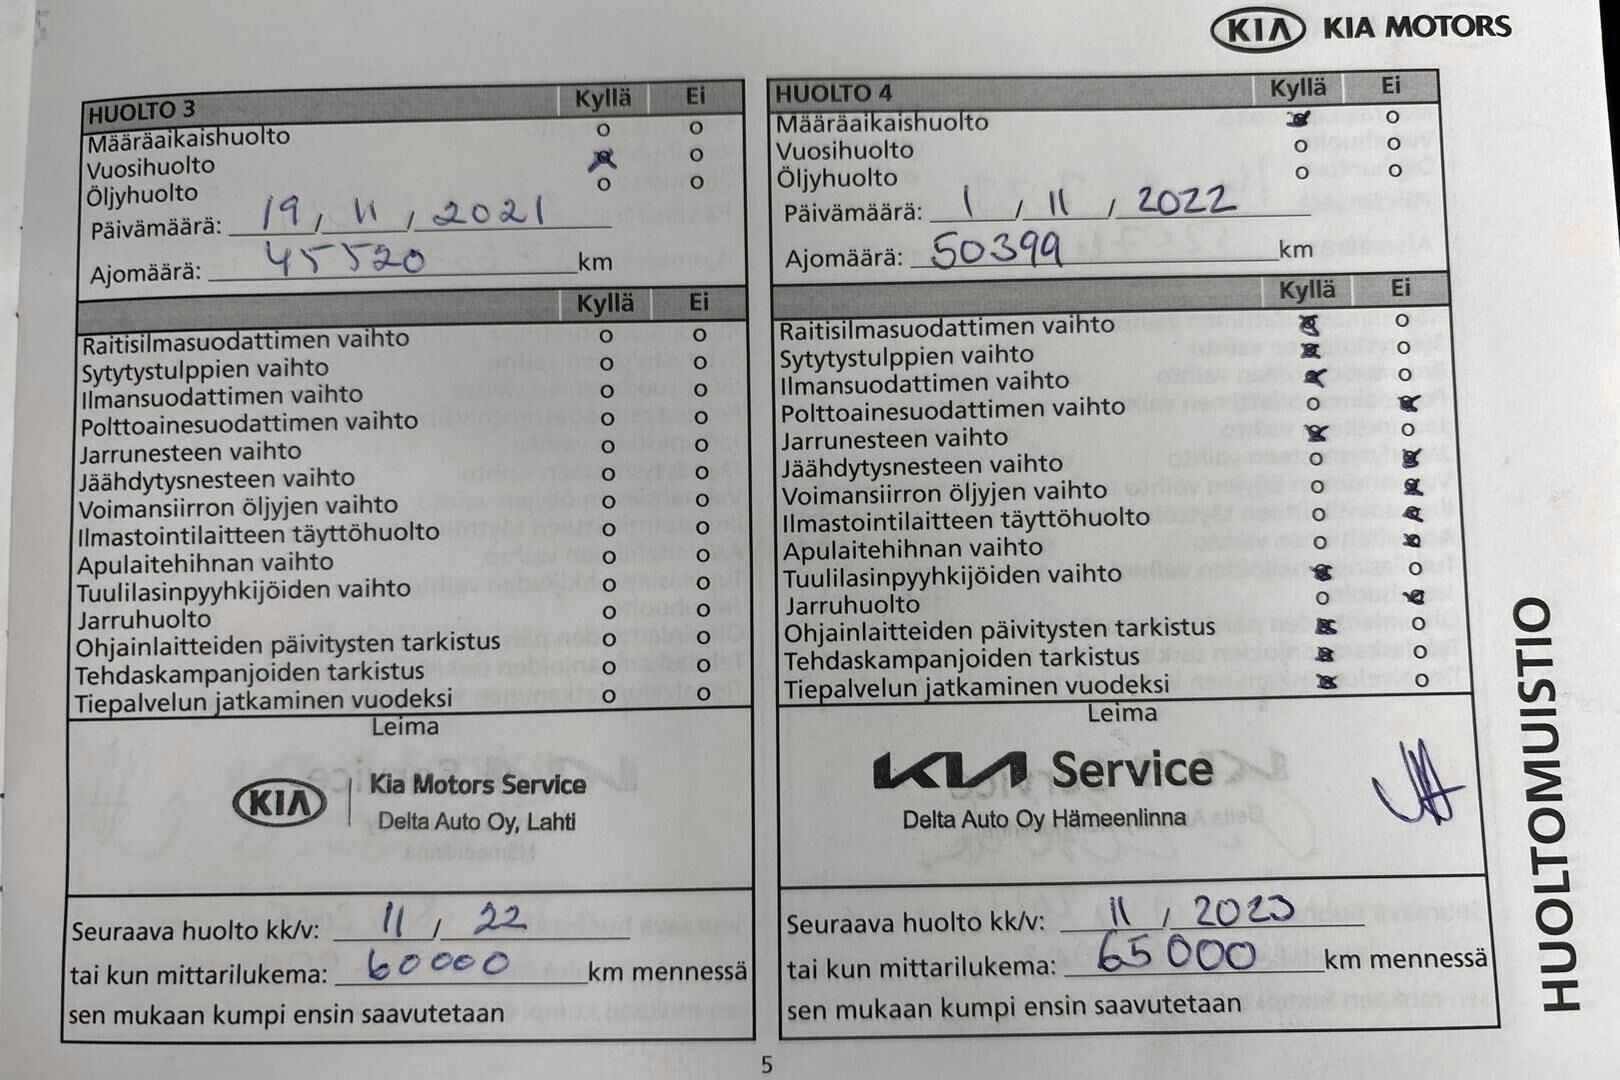 KIA KIA MOTORS
HUOLTO 3 Kyllä Ei
Määräaikaishuolto o o
Vuosihuolto x o
Öljyhuolto o o
Päivämäärä: 19 / 11 / 2021
Ajomäärä: 45520 km
Kyllä Ei
Raitisilmasuodattimen vaihto o o
Sytytystulppien vaihto o o
Ilmansuodattimen vaihto o o
Polttoainesuodattimen vaihto o o
Jarrunesteen vaihto o o
Jäähdytysnesteen vaihto o o
Voimansiirron öljyjen vaihto o o
Ilmastointilaitteen täyttöhuolto o o
Apulaitehihnan vaihto o o
Tuulilasinpyyhkijöiden vaihto o o
Jarruhuolto o o
Ohjainlaitteiden päivitysten tarkistus o o
Tehdaskampanjoiden tarkistus o o
Tiepalvelun jatkaminen vuodeksi o o
Leima
KIA Kia Motors Service
Delta Auto Oy, Lahti
Seuraava huolto kk/v: 11 / 22
tai kun mittarilukema: 60000 km mennessä
sen mukaan kumpi ensin saavutetaan
HUOLTO 4 Kyllä Ei
Määräaikaishuolto x o
Vuosihuolto o o
Öljyhuolto o o
Päivämäärä: 1 / 11 / 2022
Ajomäärä: 50399 km
Kyllä Ei
Raitisilmasuodattimen vaihto x o
Sytytystulppien vaihto x o
Ilmansuodattimen vaihto x o
Polttoainesuodattimen vaihto o x
Jarrunesteen vaihto x o
Jäähdytysnesteen vaihto o x
Voimansiirron öljyjen vaihto o x
Ilmastointilaitteen täyttöhuolto o x
Apulaitehihnan vaihto o x
Tuulilasinpyyhkijöiden vaihto x o
Jarruhuolto o x
Ohjainlaitteiden päivitysten tarkistus x o
Tehdaskampanjoiden tarkistus x o
Tiepalvelun jatkaminen vuodeksi x o
Leima
KIA Service
Delta Auto Oy Hämeenlinna
Seuraava huolto kk/v: 11 / 2023
tai kun mittarilukema: 65000 km mennessä
sen mukaan kumpi ensin saavutetaan
HUOLTOMUISTIO
5